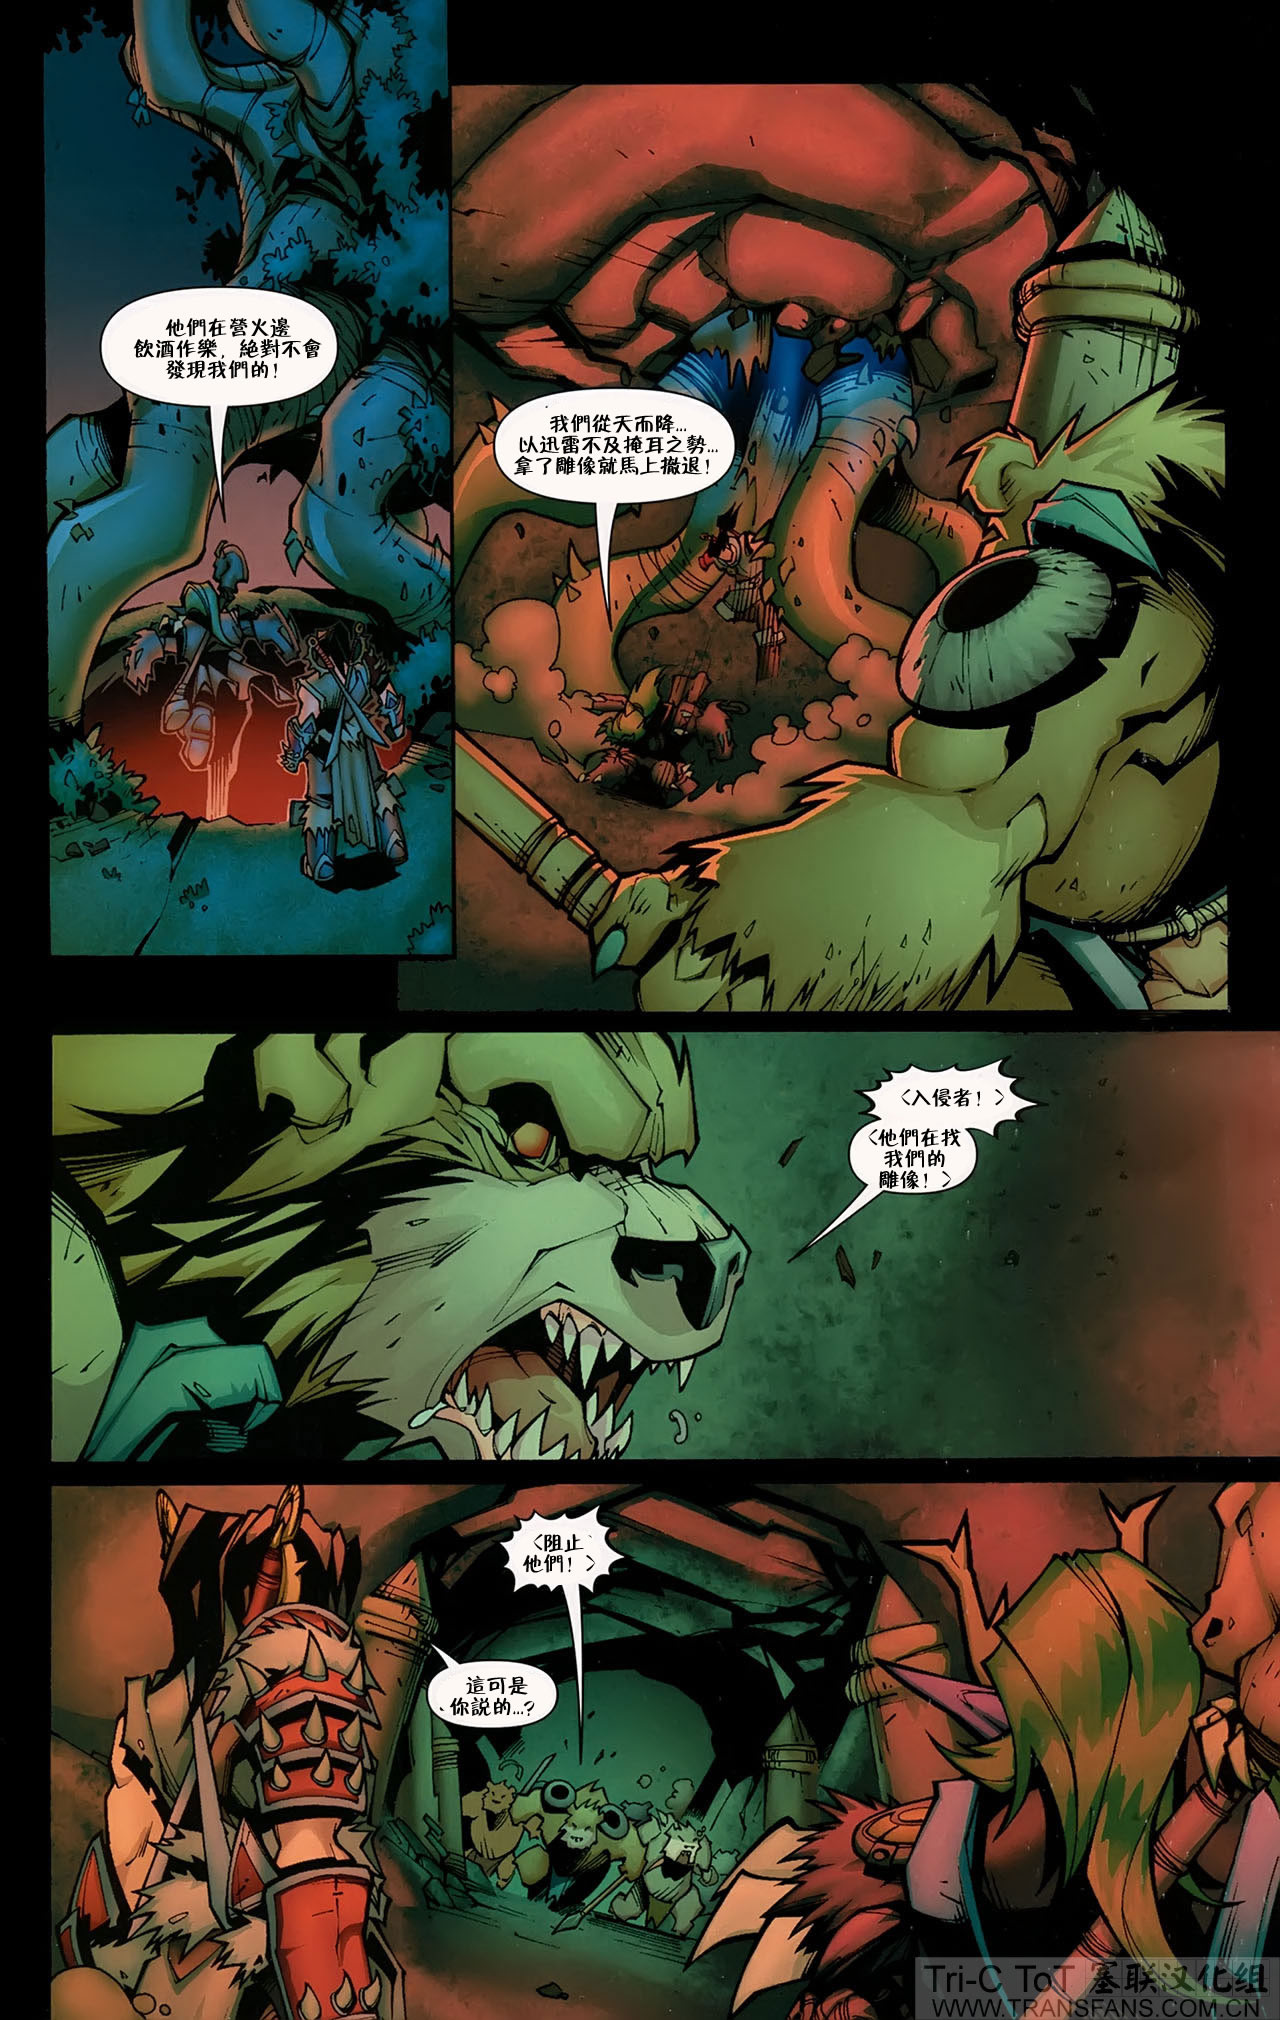 他們在營火邊
飲酒作樂, 絕對不會
發現我們的!
我們從天而降...
以迅雷不及掩耳之勢...
拿了雕像就馬上撤退!
<入侵者! >
<他們在找
我們的
雕像! >
<阻止
他們! >
這可是
你説的...?
Tri-C ToT 塞联汉化组
WWW.TRANSFANS.COM.CN